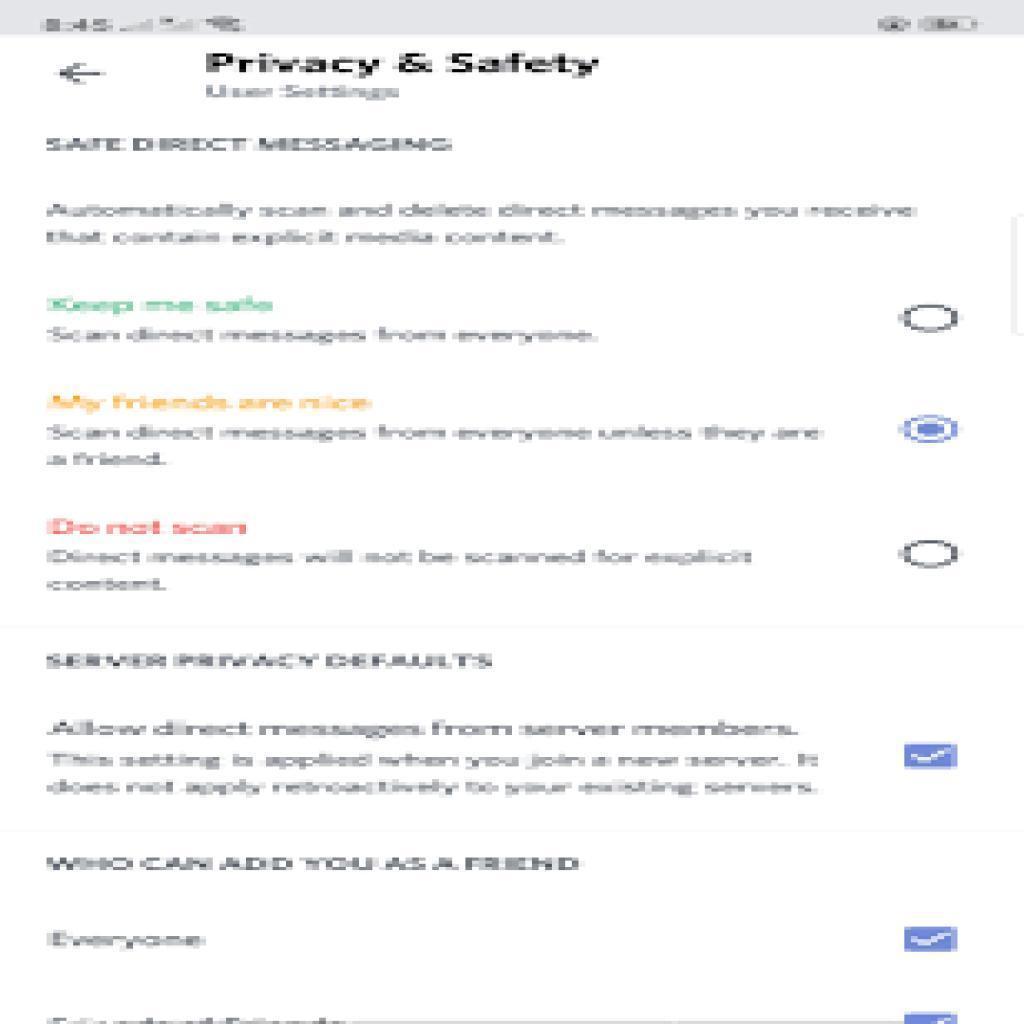 8:45
Privacy & Safety
User Settings
SAFE DIRECT MESSAGING
Automatically scan and delete direct messages you receive
that contain explicit media content.
Keep me safe
Scan direct messages from everyone.
My friends are nice
Scan direct messages from everyone unless they are
a friend.
Do not scan
Direct messages will not be scanned for explicit
content.
SERVER PRIVACY DEFAULTS
Allow direct messages from server members.
This setting is applied when you join a new server. It
does not apply retroactively to your existing servers.
WHO CAN ADD YOU AS A FRIEND
Everyone